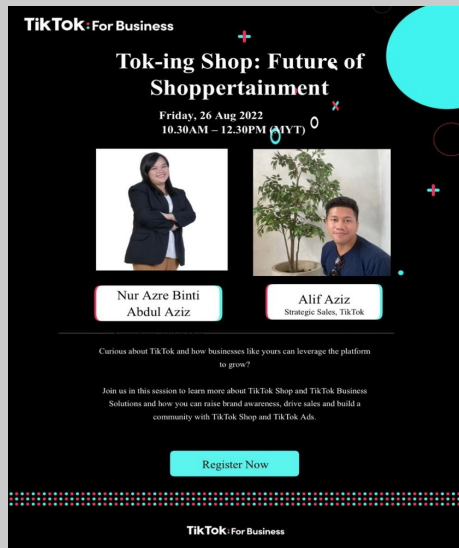 TikTok: For Business
Tok-ing Shop: Future of
Shoppertainment
Friday, 26 Aug 2022
10.30AM – 12.30PM (MYT)
Nur Azre Binti
Abdul Aziz
Alif Aziz
Strategic Sales, TikTok
Curious about TikTok and how businesses like yours can leverage the platform
to grow?
Join us in this session to learn more about TikTok Shop and TikTok Business
Solutions and how you can raise brand awareness, drive sales and build a
community with TikTok Shop and TikTok Ads.
Register Now
TikTok: For Business